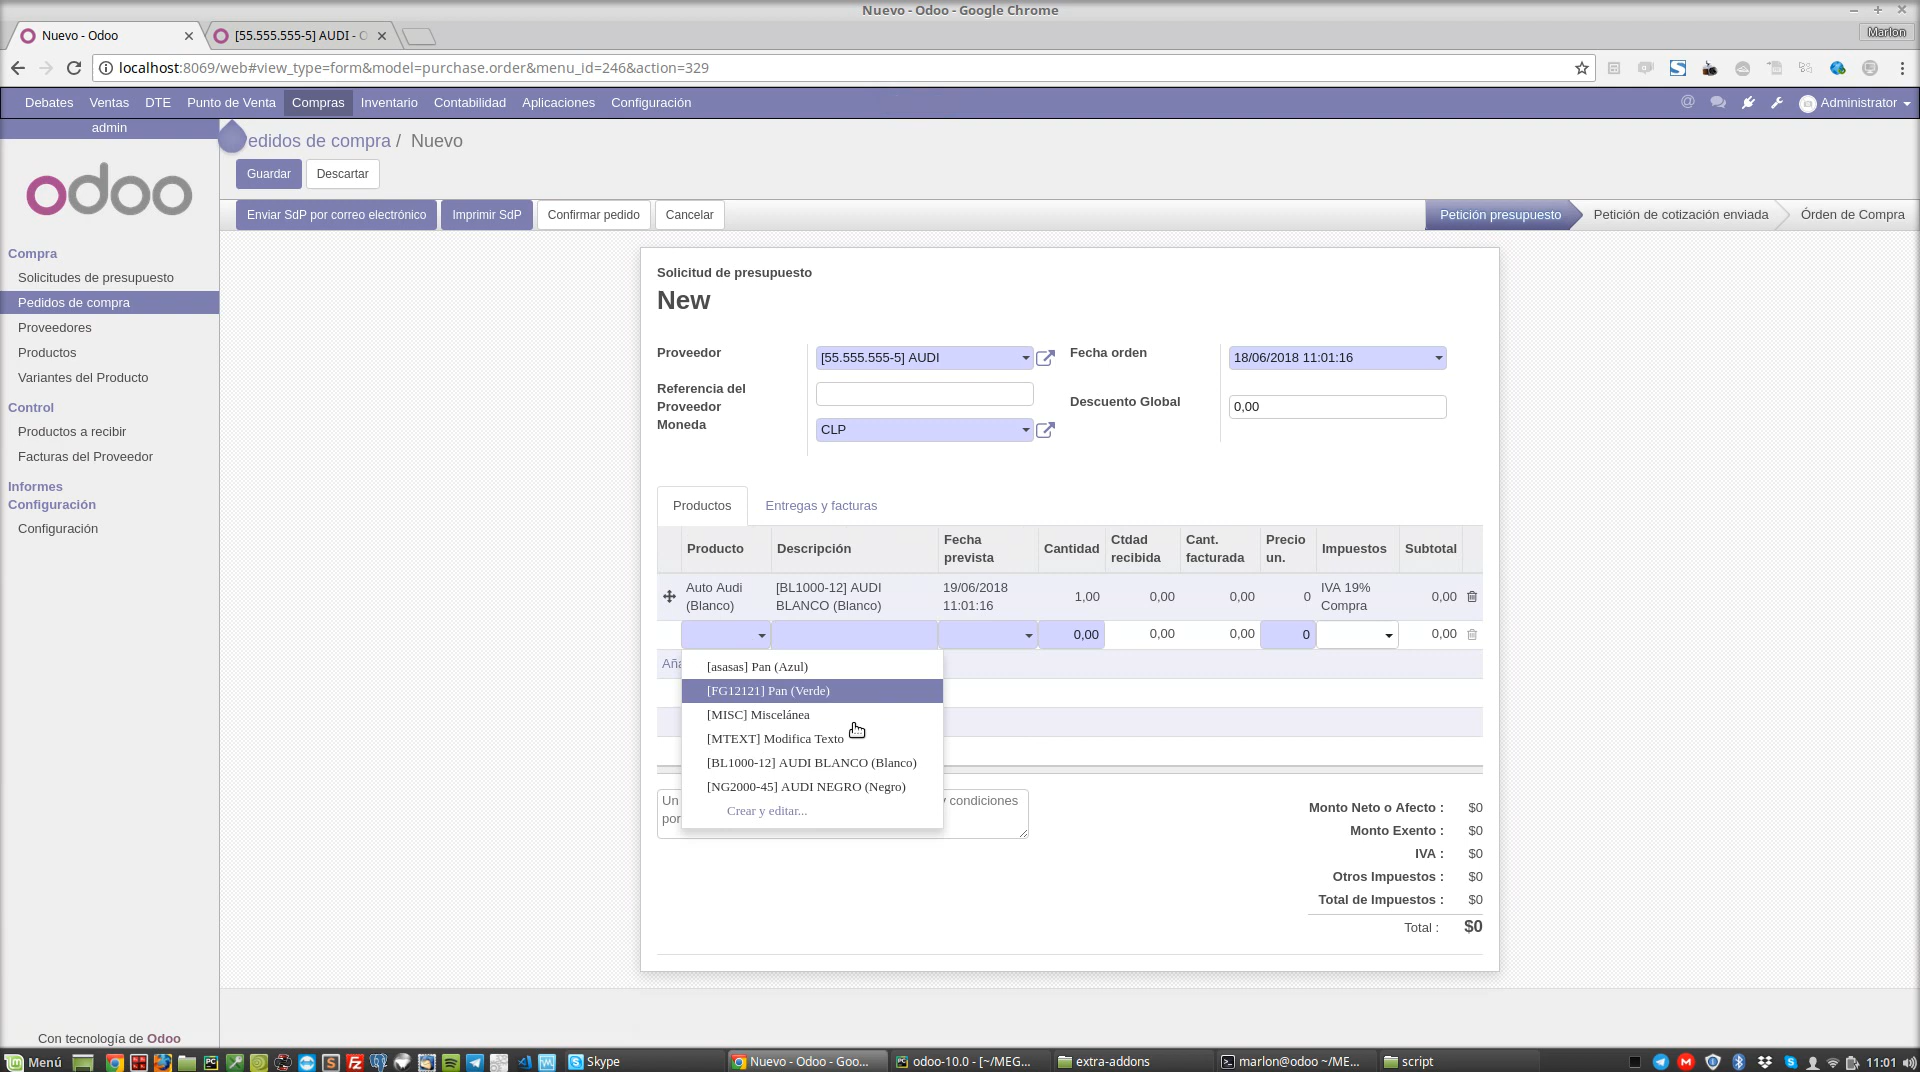 Nuevo - Odoo - Google Chrome
Nuevo - Odoo
[55.555.555-5] AUDI - O
Marlon
localhost:8069/web#view_type=form&model=purchase.order&menu_id=246&action=329
Debates Ventas DTE Punto de Venta Compras Inventario Contabilidad Aplicaciones Configuración
Administrator
admin
edidos de compra / Nuevo
Guardar Descartar
odoo
Enviar SdP por correo electrónico Imprimir SdP Confirmar pedido Cancelar
Petición presupuesto Petición de cotización enviada Órden de Compra
Compra
Solicitudes de presupuesto
Pedidos de compra
Proveedores
Productos
Variantes del Producto
Control
Productos a recibir
Facturas del Proveedor
Informes
Configuración
Configuración
Solicitud de presupuesto
New
Proveedor [55.555.555-5] AUDI
Referencia del
Proveedor
Moneda CLP
Fecha orden 18/06/2018 11:01:16
Descuento Global 0,00
Productos Entregas y facturas
Producto Descripción Fecha prevista Cantidad Ctdad recibida Cant. facturada Precio un. Impuestos Subtotal
Auto Audi [BL1000-12] AUDI 19/06/2018 1,00 0,00 0,00 0 IVA 19% 0,00
(Blanco) BLANCO (Blanco) 11:01:16 Compra
0,00 0,00 0,00 0 0,00
Aña
[asasas] Pan (Azul)
[FG12121] Pan (Verde)
[MISC] Miscelánea
[MTEXT] Modifica Texto
[BL1000-12] AUDI BLANCO (Blanco)
[NG2000-45] AUDI NEGRO (Negro)
Crear y editar...
Un y condiciones
por
Monto Neto o Afecto : $0
Monto Exento : $0
IVA : $0
Otros Impuestos : $0
Total de Impuestos : $0
Total : $0
Con tecnología de Odoo
Menú Skype Nuevo - Odoo - Goo... odoo-10.0 - [~/MEG... extra-addons marlon@odoo ~/ME... script 11:01